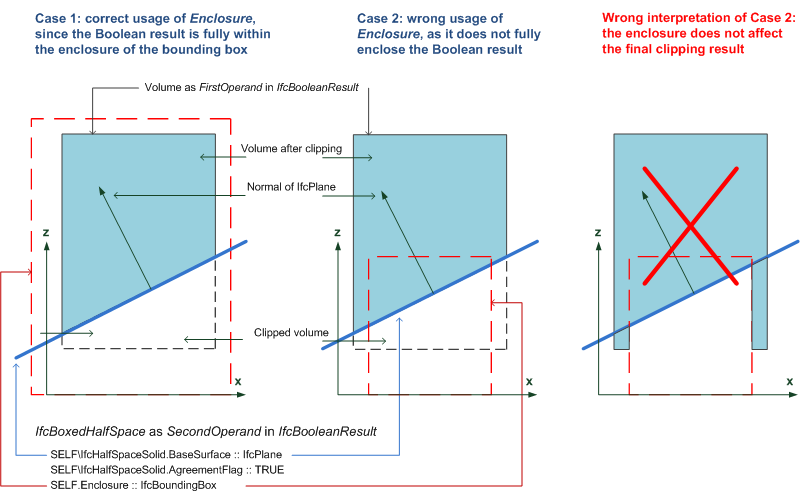 Case 1: correct usage of Enclosure,
since the Boolean result is fully within
the enclosure of the bounding box
Case 2: wrong usage of
Enclosure, as it does not fully
enclose the Boolean result
Wrong interpretation of Case 2:
the enclosure does not affect
the final clipping result
Volume as FirstOperand in IfcBooleanResult
Volume after clipping
Normal of IfcPlane
z
z
z
Clipped volume
x
x
x
IfcBoxedHalfSpace as SecondOperand in IfcBooleanResult
SELF\IfcHalfSpaceSolid.BaseSurface :: IfcPlane
SELF\IfcHalfSpaceSolid.AgreementFlag :: TRUE
SELF.Enclosure :: IfcBoundingBox